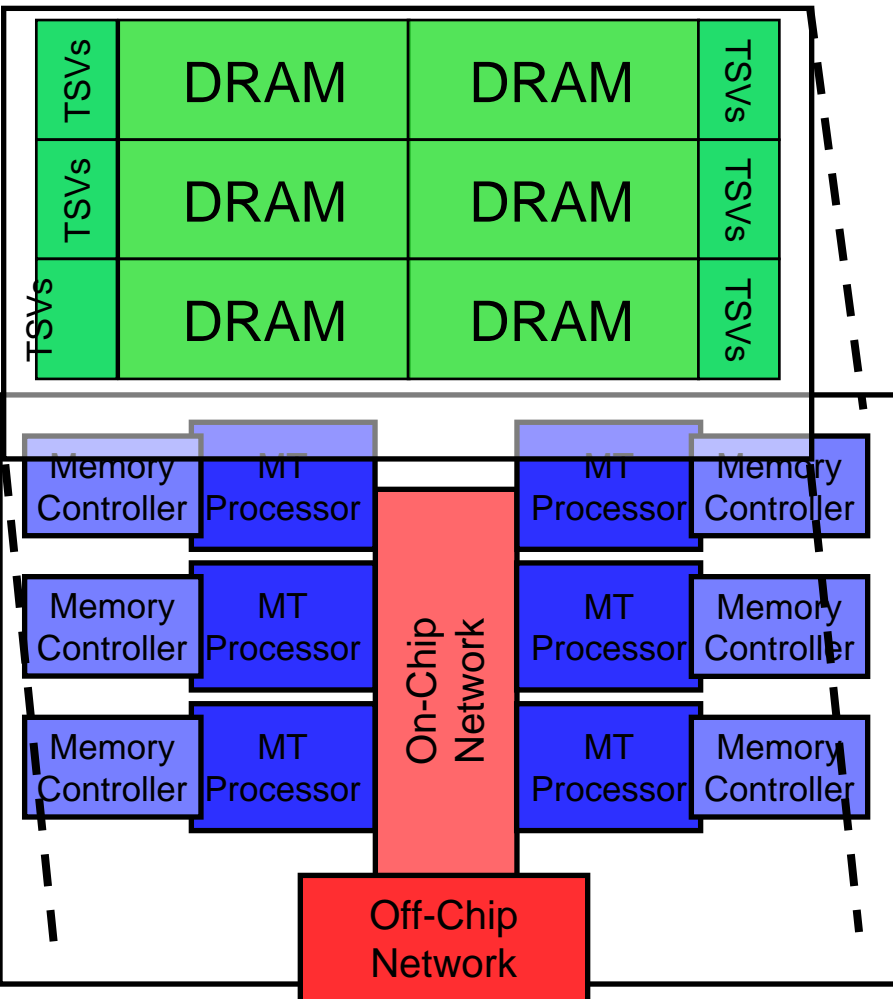 TSVs
DRAM
DRAM
TSVs
TSVs
DRAM
DRAM
TSVs
TSVs
DRAM
DRAM
TSVs
Memory
Controller
MT
Processor
MT
Processor
Memory
Controller
Memory
Controller
MT
Processor
MT
Processor
Memory
Controller
Memory
Controller
MT
Processor
MT
Processor
Memory
Controller
On-Chip
Network
Off-Chip
Network